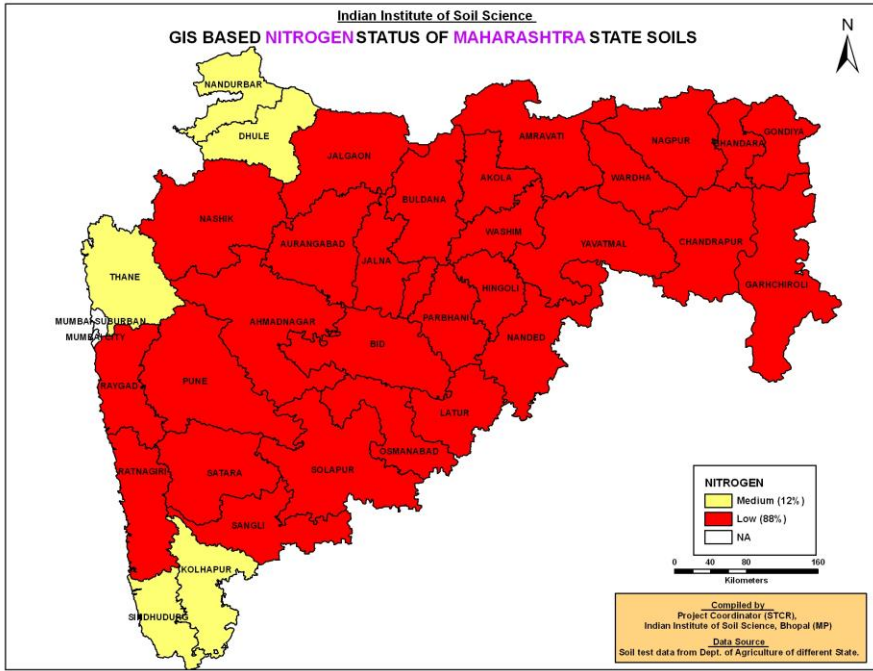 Indian Institute of Soil Science
GIS BASED NITROGEN STATUS OF MAHARASHTRA STATE SOILS
N
NANDURBAR
DHULE
JALGAON
AMRAVATI
NAGPUR
BHANDARA
GONDIYA
NASHIK
BULDANA
AKOLA
WARDHA
AURANGABAD
JALNA
WASHIM
YAVATMAL
CHANDRAPUR
GARHCHIROLI
THANE
HINGOLI
MUMBAI SUBURBAN
MUMBAI CITY
AHMADNAGAR
PARBHANI
BID
NANDED
RAYGAD
PUNE
LATUR
OSMANABAD
RATNAGIRI
SATARA
SOLAPUR
SANGLI
KOLHAPUR
SINDHUDURG
NITROGEN
Medium (12%)
Low (88%)
NA
0 40 80 120 160
Kilometers
Compiled by
Project Coordinator (STCR),
Indian Institute of Soil Science, Bhopal (MP)
Data Source
Soil test data from Dept. of Agriculture of different State.